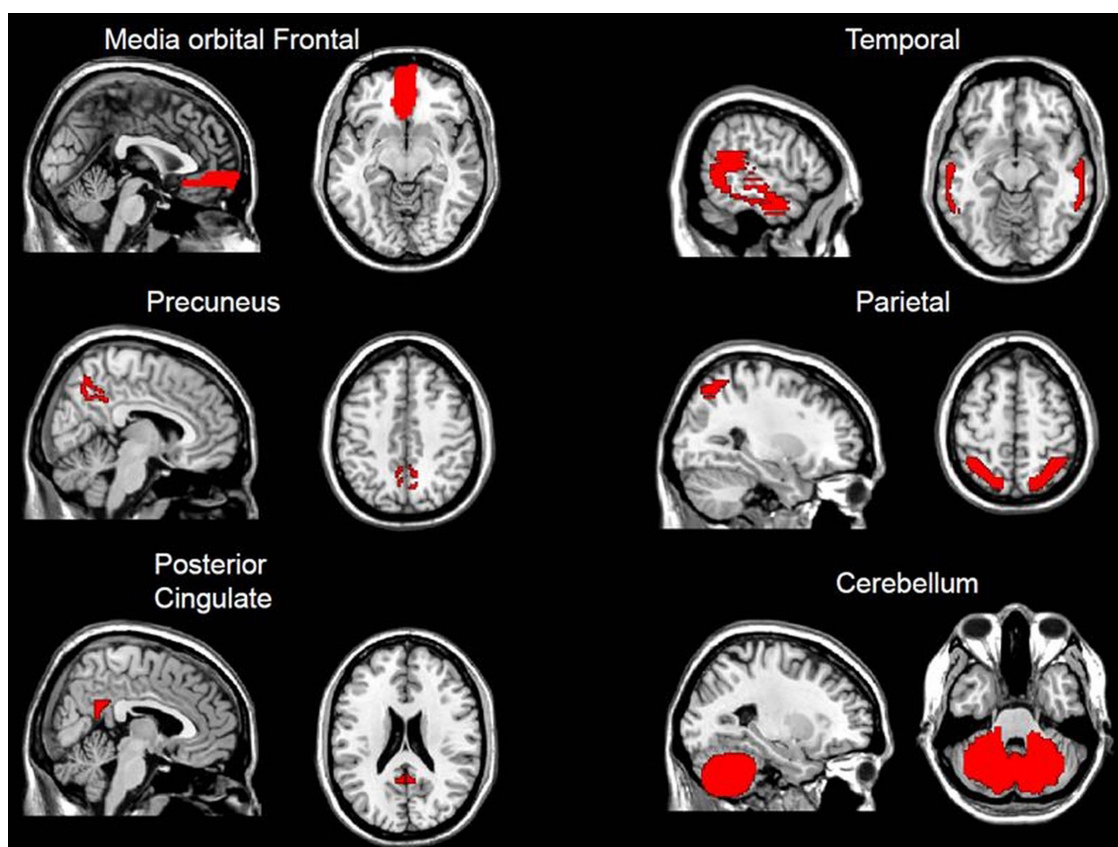 Media orbital Frontal
Temporal
Precuneus
Parietal
Posterior
Cingulate
Cerebellum